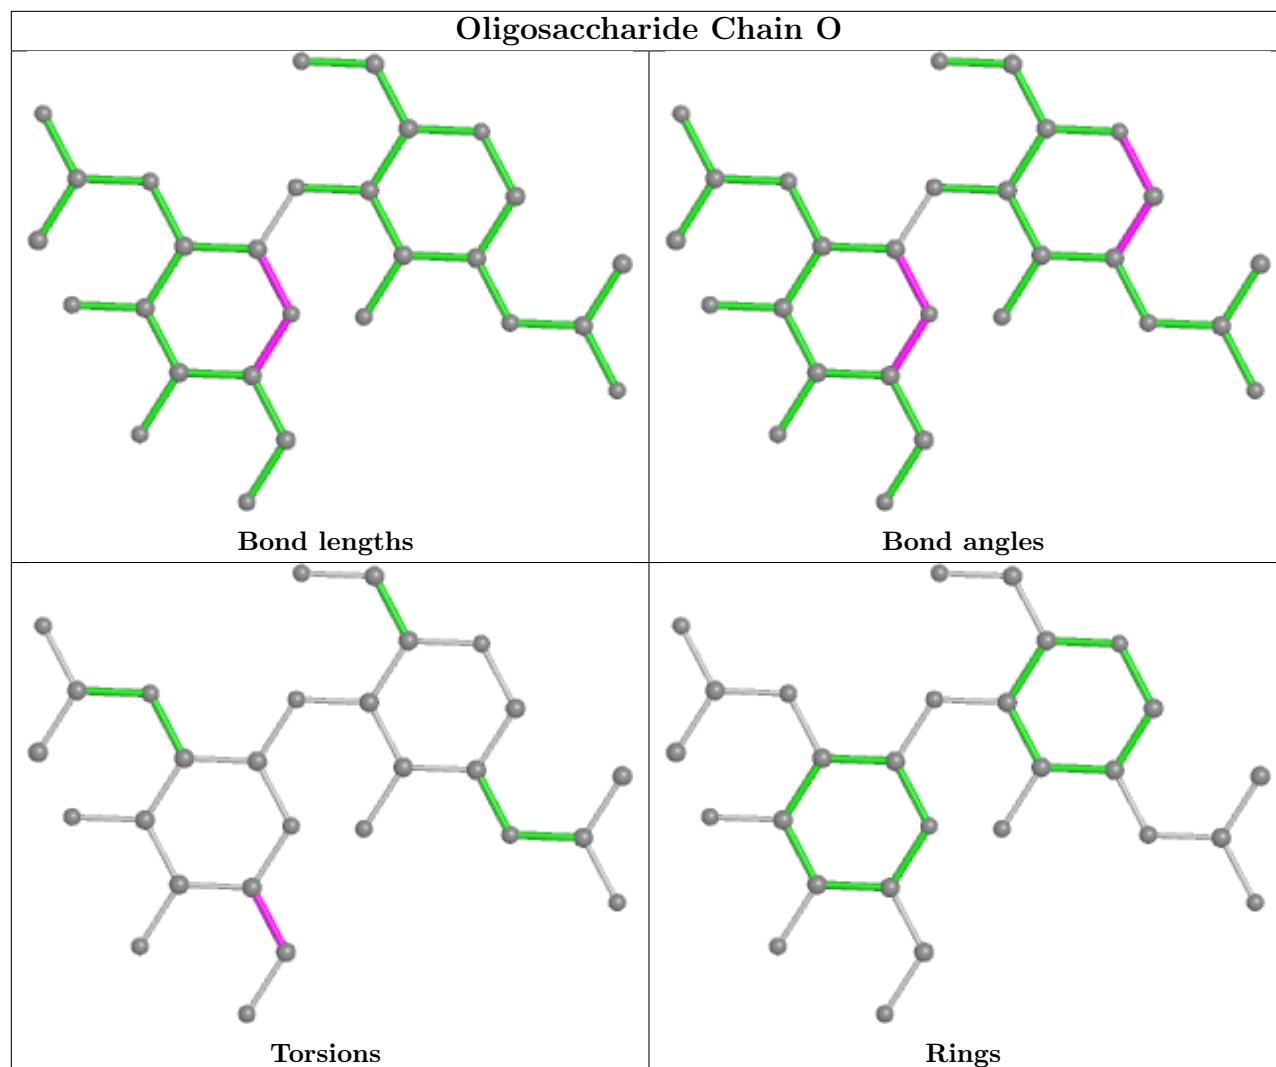 Oligosaccharide Chain O
Bond lengths
Bond angles
Torsions
Rings